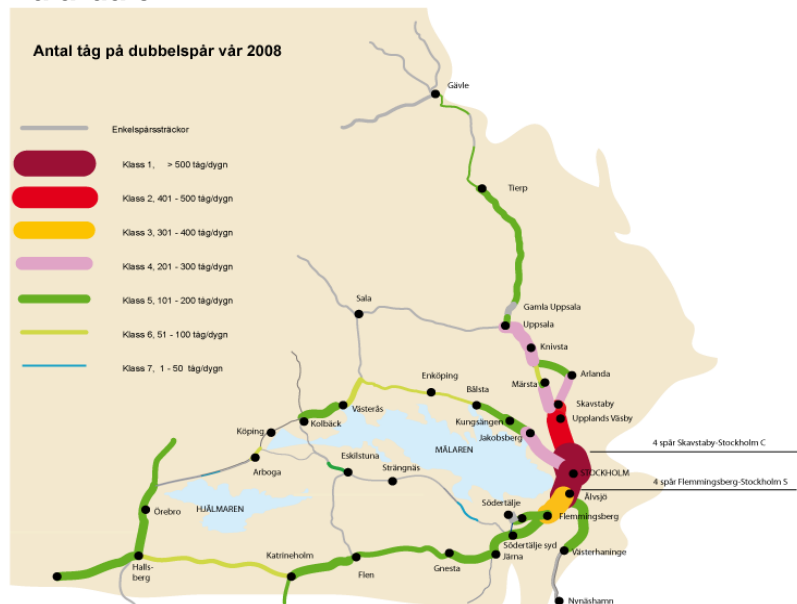 Antal tåg på dubbelspår vår 2008
Enkelspårssträckor
Klass 1, > 500 tåg/dygn
Klass 2, 401 - 500 tåg/dygn
Klass 3, 301 - 400 tåg/dygn
Klass 4, 201 - 300 tåg/dygn
Klass 5, 101 - 200 tåg/dygn
Klass 6, 51 - 100 tåg/dygn
Klass 7, 1 - 50 tåg/dygn
Gävle
Tierp
Gamla Uppsala
Sala
Uppsala
Knivsta
Arlanda
Märsta
Enköping
Bålsta
Skavstaby
Västerås
Upplands Väsby
Kolbäck
Kungsängen
Köping
Jakobsberg
MÄLAREN
4 spår Skavstaby-Stockholm C
Arboga
Eskilstuna
Strängnäs
STOCKHOLM
4 spår Flemmingsberg-Stockholm S
Älvsjö
Södertälje
Örebro
HJÄLMAREN
Flemmingsberg
Södertälje syd
Järna
Västerhaninge
Halls-
berg
Katrineholm
Flen
Gnesta
Nynäshamn